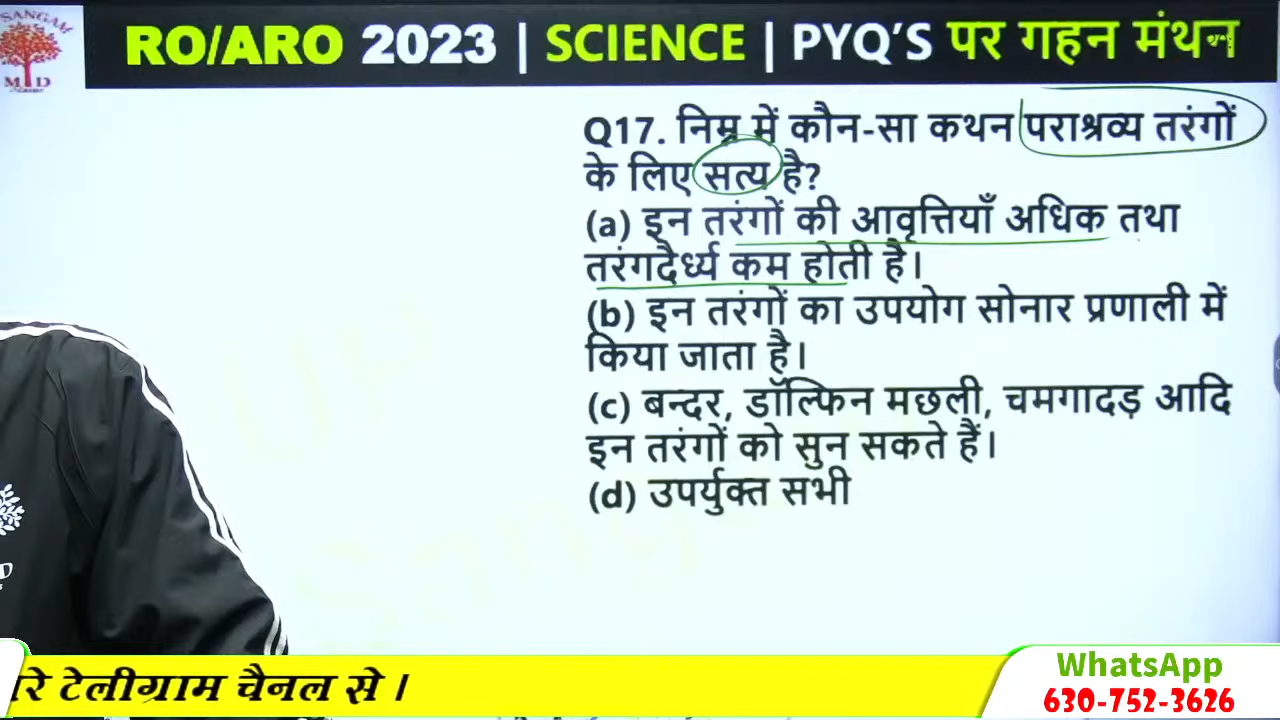 SANGAM
RO/ARO 2023 | SCIENCE | PYQ'S पर गहन मंथन
Q17. निम्न में कौन-सा कथन पराश्रव्य तरंगों
के लिए सत्य है?
(a) इन तरंगों की आवृत्तियाँ अधिक तथा
तरंगदैर्ध्य कम होती है।
(b) इन तरंगों का उपयोग सोनार प्रणाली में
किया जाता है।
(c) बन्दर, डॉल्फिन मछली, चमगादड़ आदि
इन तरंगों को सुन सकते हैं।
(d) उपर्युक्त सभी
रे टेलीग्राम चैनल से ।
WhatsApp
630-752-3626